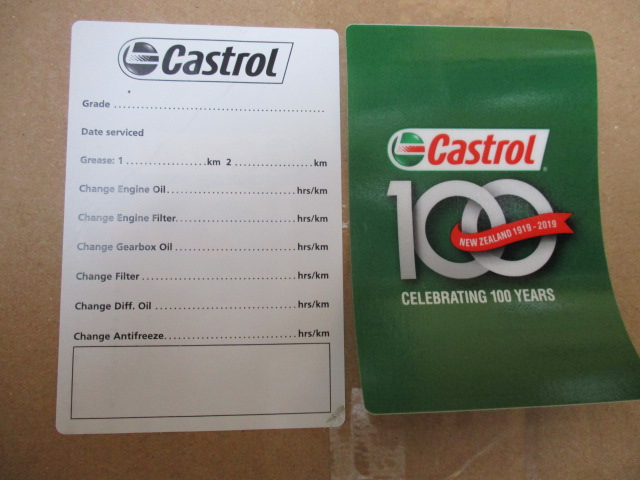 Castrol
Grade ........................................................
Date serviced
Grease: 1 ......................km 2 .....................km
Change Engine Oil...................................hrs/km
Change Engine Filter................................hrs/km
Change Gearbox Oil .................................hrs/km
Change Filter ..........................................hrs/km
Change Diff. Oil .......................................hrs/km
Change Antifreeze....................................hrs/km
Castrol
100
NEW ZEALAND 1919 - 2019
CELEBRATING 100 YEARS